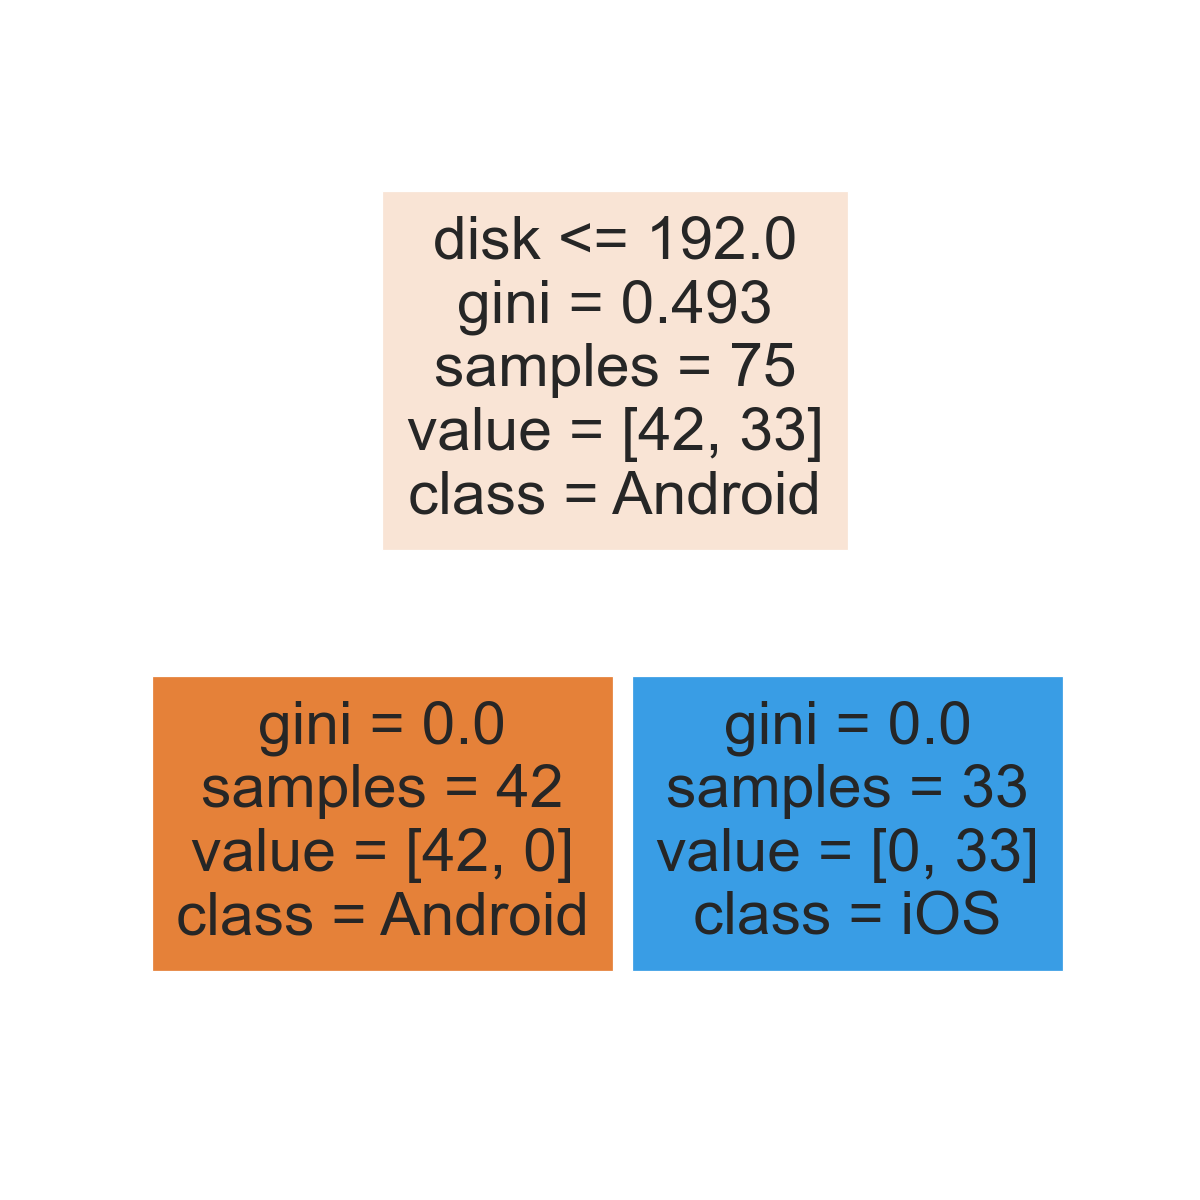 disk <= 192.0
gini = 0.493
samples = 75
value = [42, 33]
class = Android
gini = 0.0
samples = 42
value = [42, 0]
class = Android
gini = 0.0
samples = 33
value = [0, 33]
class = iOS